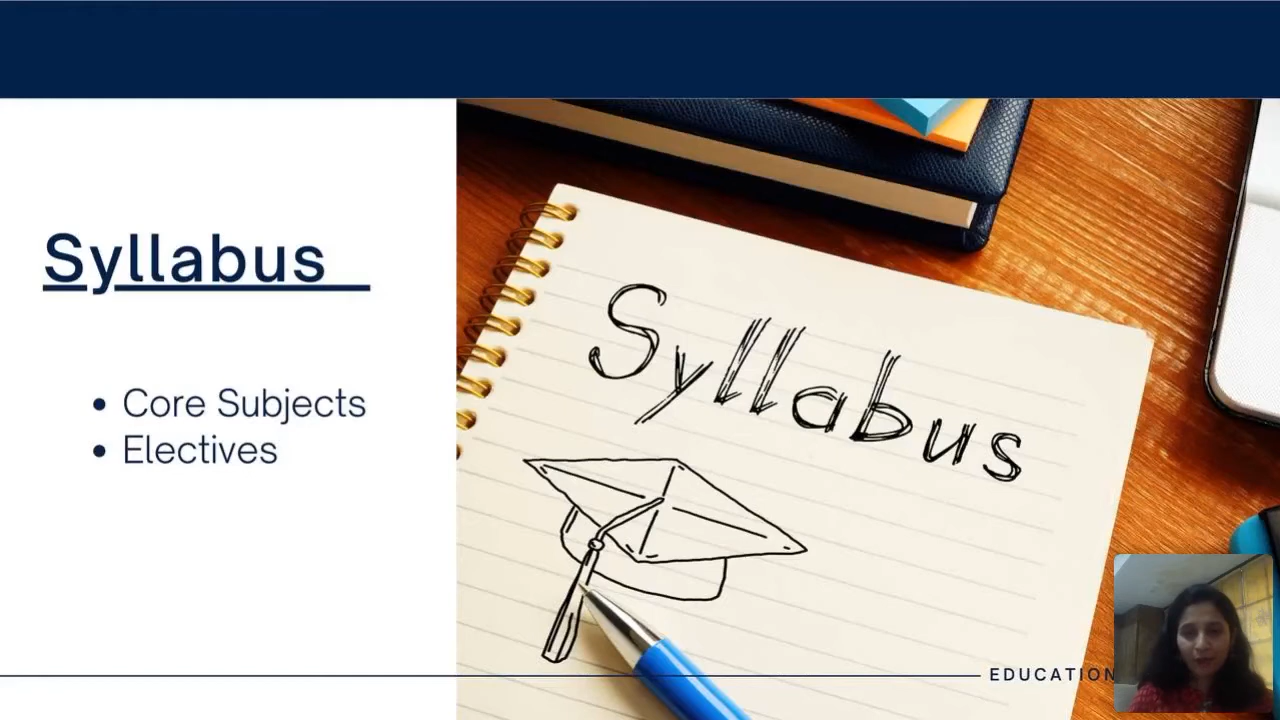 Syllabus
Core Subjects
Electives
Syllabus
EDUCATION